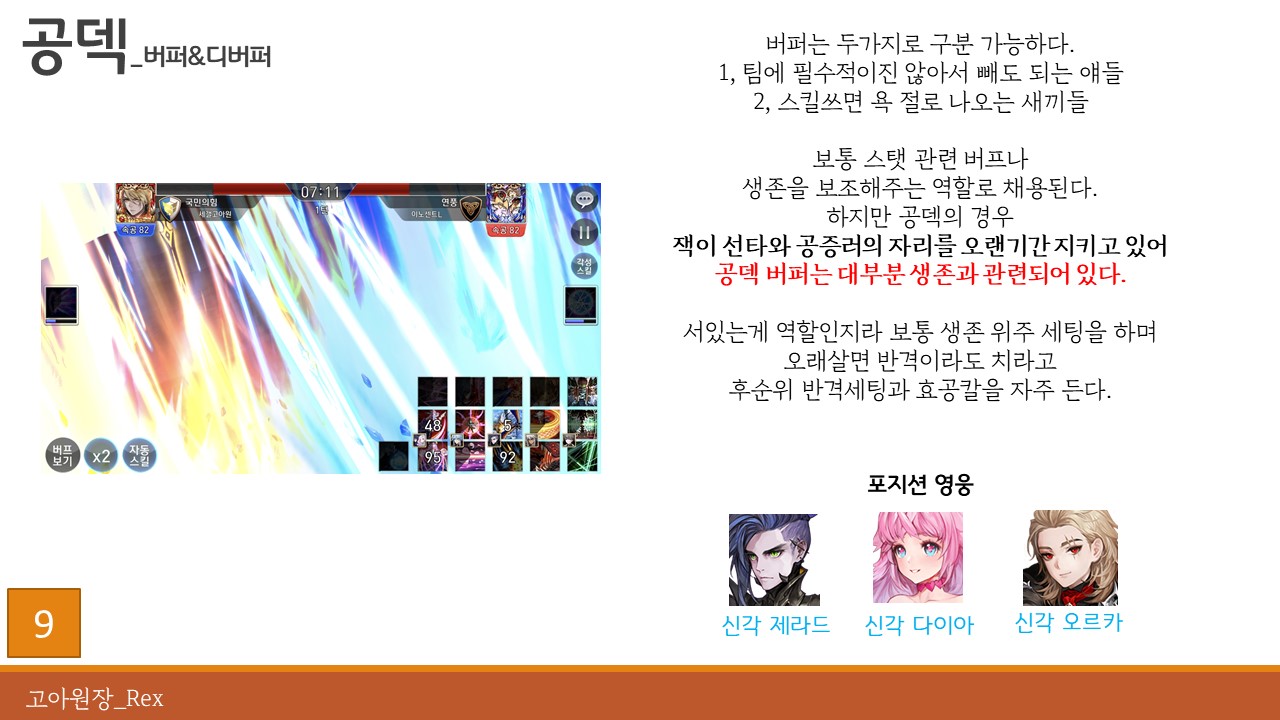 공덱_버퍼&디버퍼
버퍼는 두가지로 구분 가능하다.
1, 팀에 필수적이진 않아서 빼도 되는 얘들
2, 스킬쓰면 욕 절로 나오는 새끼들
보통 스탯 관련 버프나
생존을 보조해주는 역할로 채용된다.
하지만 공덱의 경우
잭이 선타와 공증러의 자리를 오랜기간 지키고 있어
공덱 버퍼는 대부분 생존과 관련되어 있다.
서있는게 역할인지라 보통 생존 위주 세팅을 하며
오래살면 반격이라도 치라고
후순위 반격세팅과 효공칼을 자주 든다.
07:11
1턴
국민의힘
세븐고아원
속공 82
연풍
이노센트L
속공 82
각성
스킬
48
5
95
92
버프
보기
x2
자동
스킬
포지션 영웅
신각 제라드
신각 다이아
신각 오르카
9
고아원장_Rex